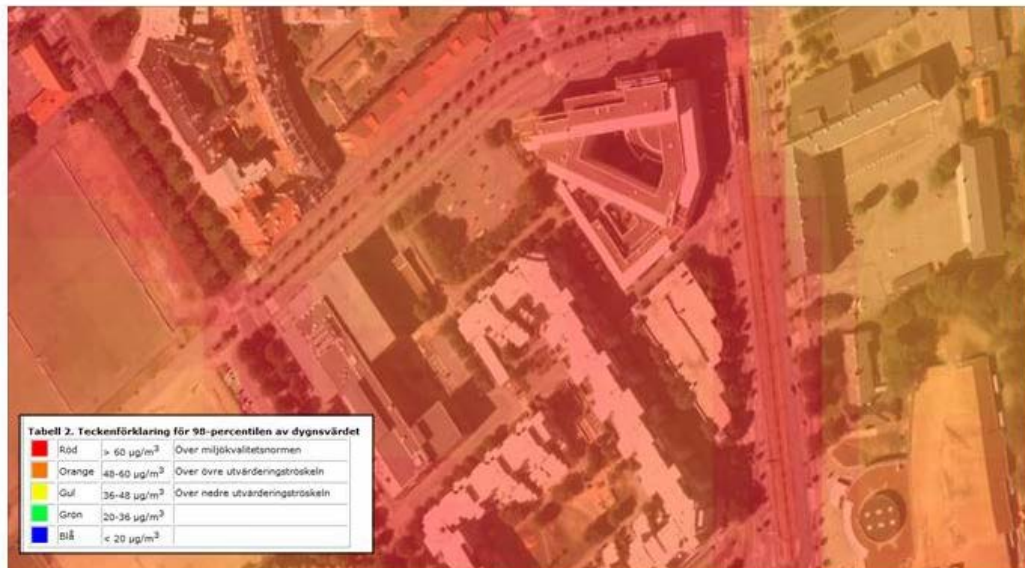 Tabell 2. Teckenförklaring för 98-percentilen av dygnsvärdet
Röd > 60 µg/m³ Över miljökvalitetsnormen
Orange 48-60 µg/m³ Över övre utvärderingströskeln
Gul 36-48 µg/m³ Över nedre utvärderingströskeln
Grön 20-36 µg/m³
Blå < 20 µg/m³